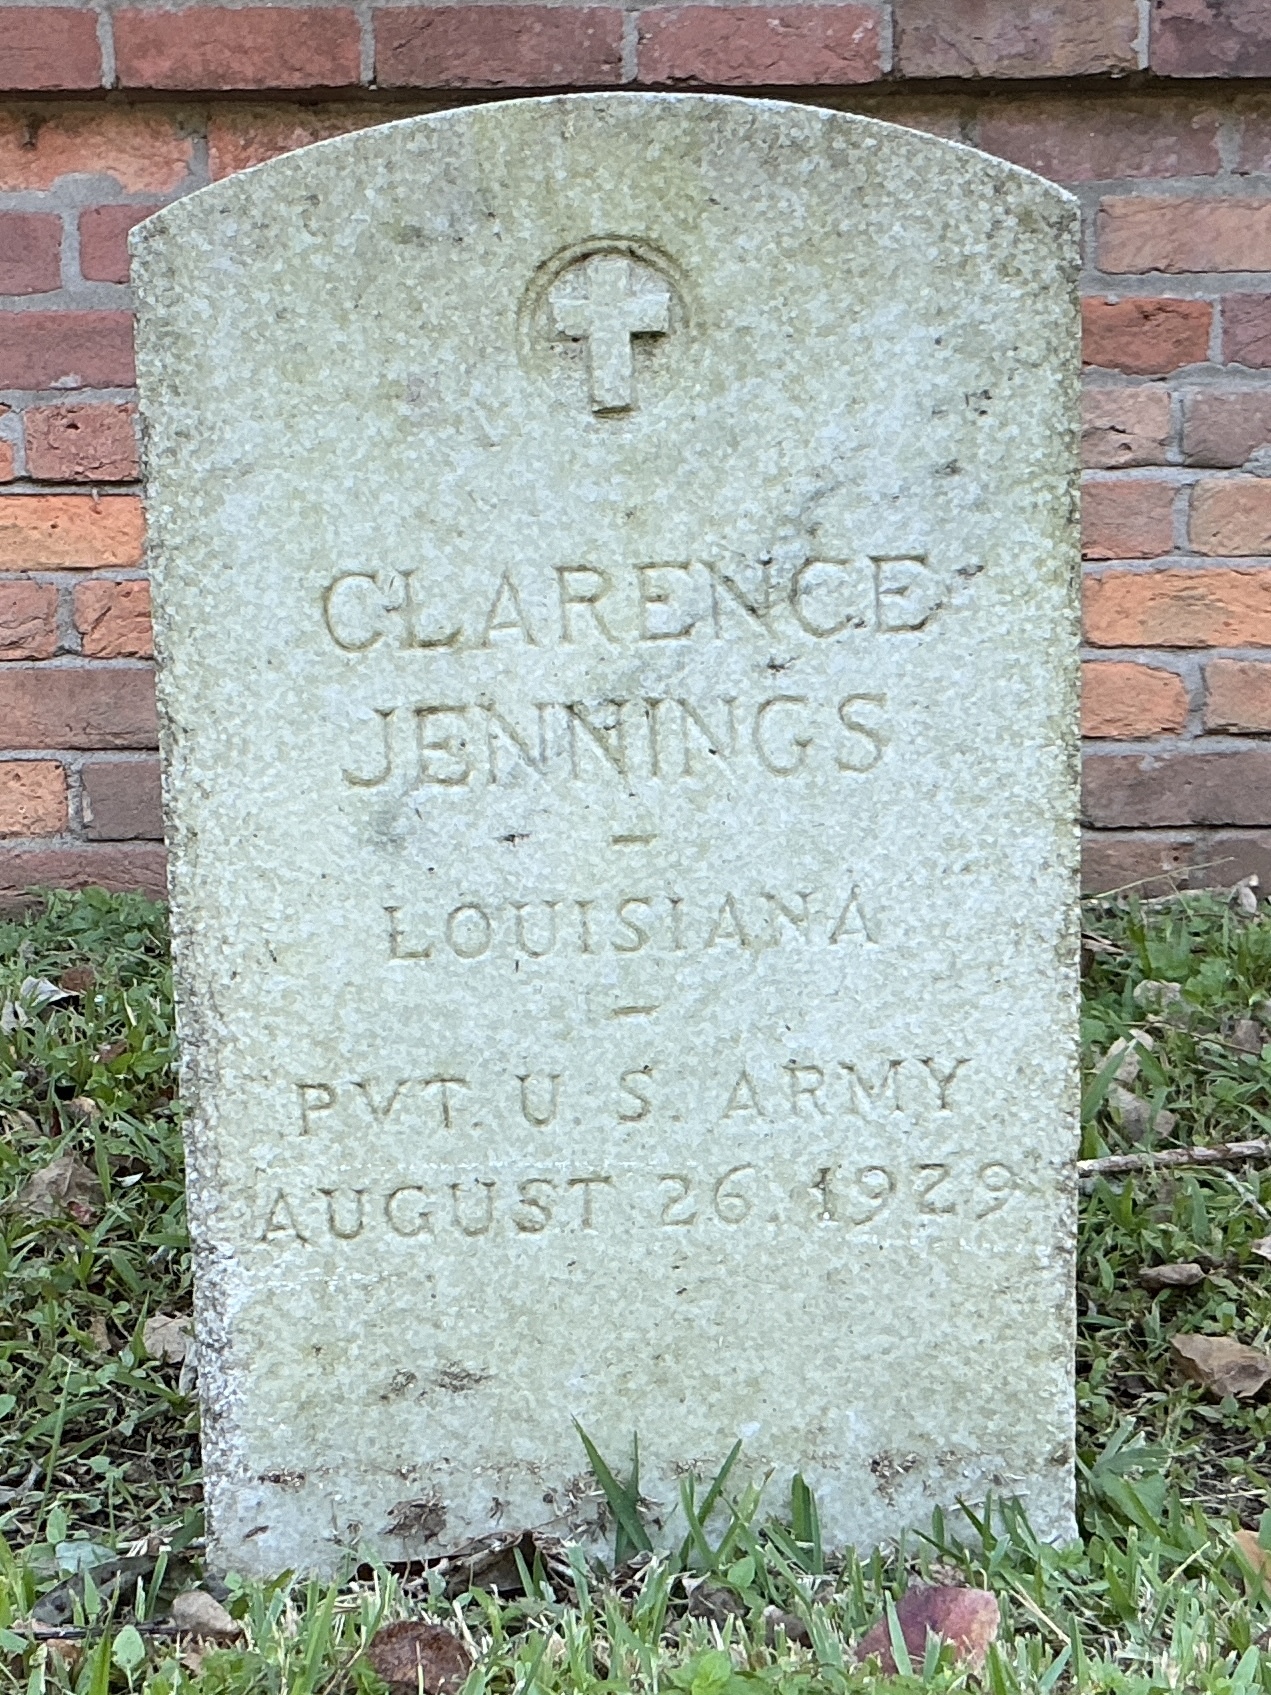 CLARENCE
JENNINGS
–
LOUISIANA
–
PVT. U. S. ARMY
AUGUST 26, 1929